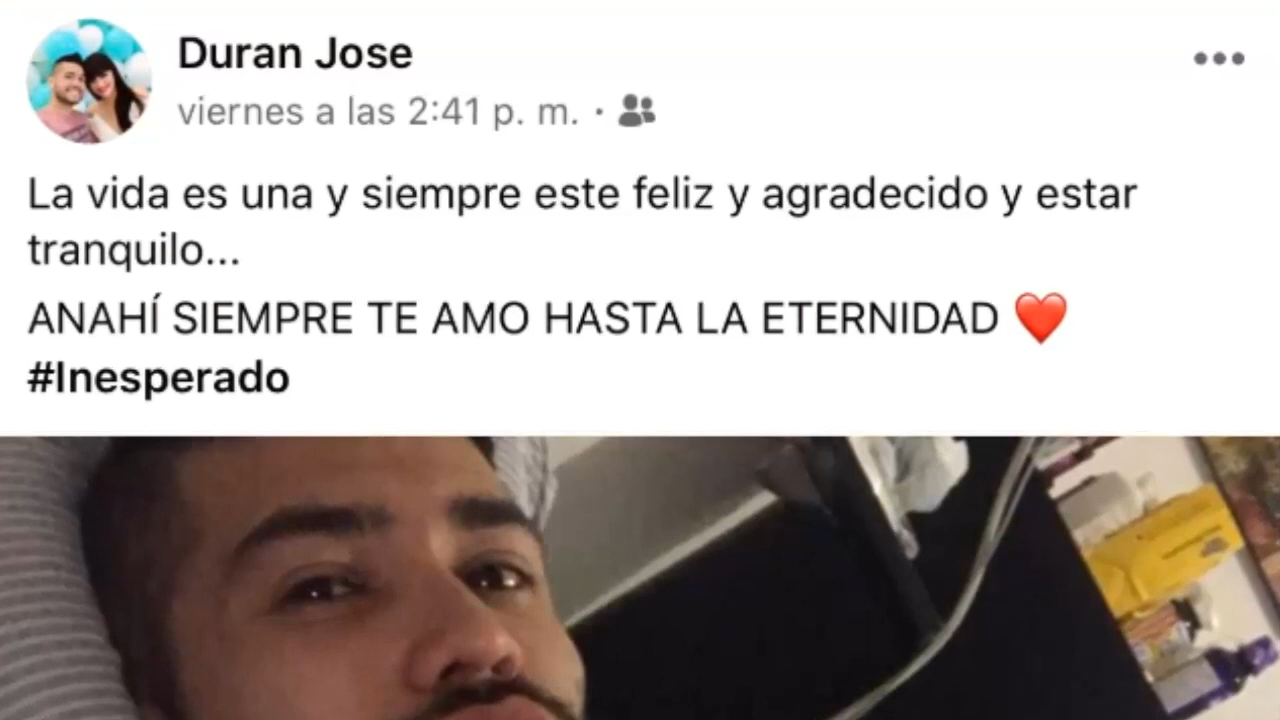 Duran Jose
viernes a las 2:41 p. m. ·
La vida es una y siempre este feliz y agradecido y estar
tranquilo...
ANAHÍ SIEMPRE TE AMO HASTA LA ETERNIDAD ❤️
#Inesperado